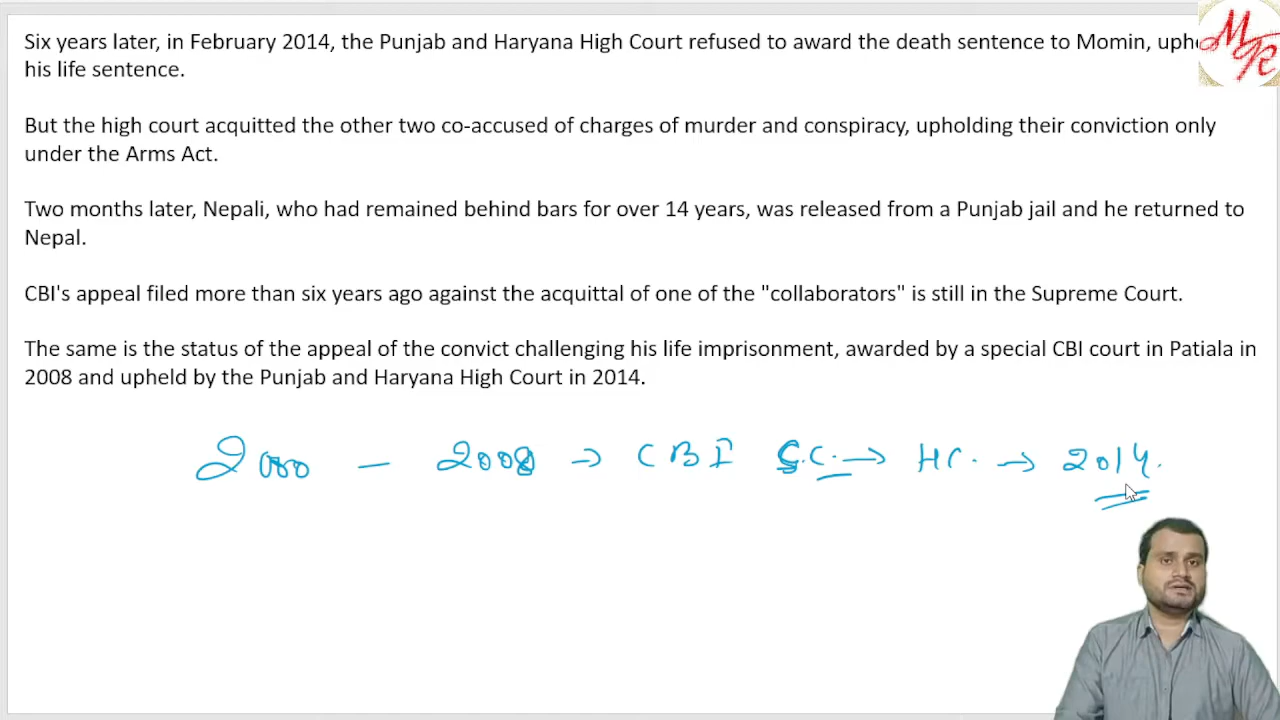 Six years later, in February 2014, the Punjab and Haryana High Court refused to award the death sentence to Momin,
his life sentence.
But the high court acquitted the other two co-accused of charges of murder and conspiracy, upholding their conviction only
under the Arms Act.
Two months later, Nepali, who had remained behind bars for over 14 years, was released from a Punjab jail and he returned to
Nepal.
CBI's appeal filed more than six years ago against the acquittal of one of the "collaborators" is still in the Supreme Court.
The same is the status of the appeal of the convict challenging his life imprisonment, awarded by a special CBI court in Patiala in
2008 and upheld by the Punjab and Haryana High Court in 2014.
2000 – 2008 → CBI S.C. → HC. → 2014.